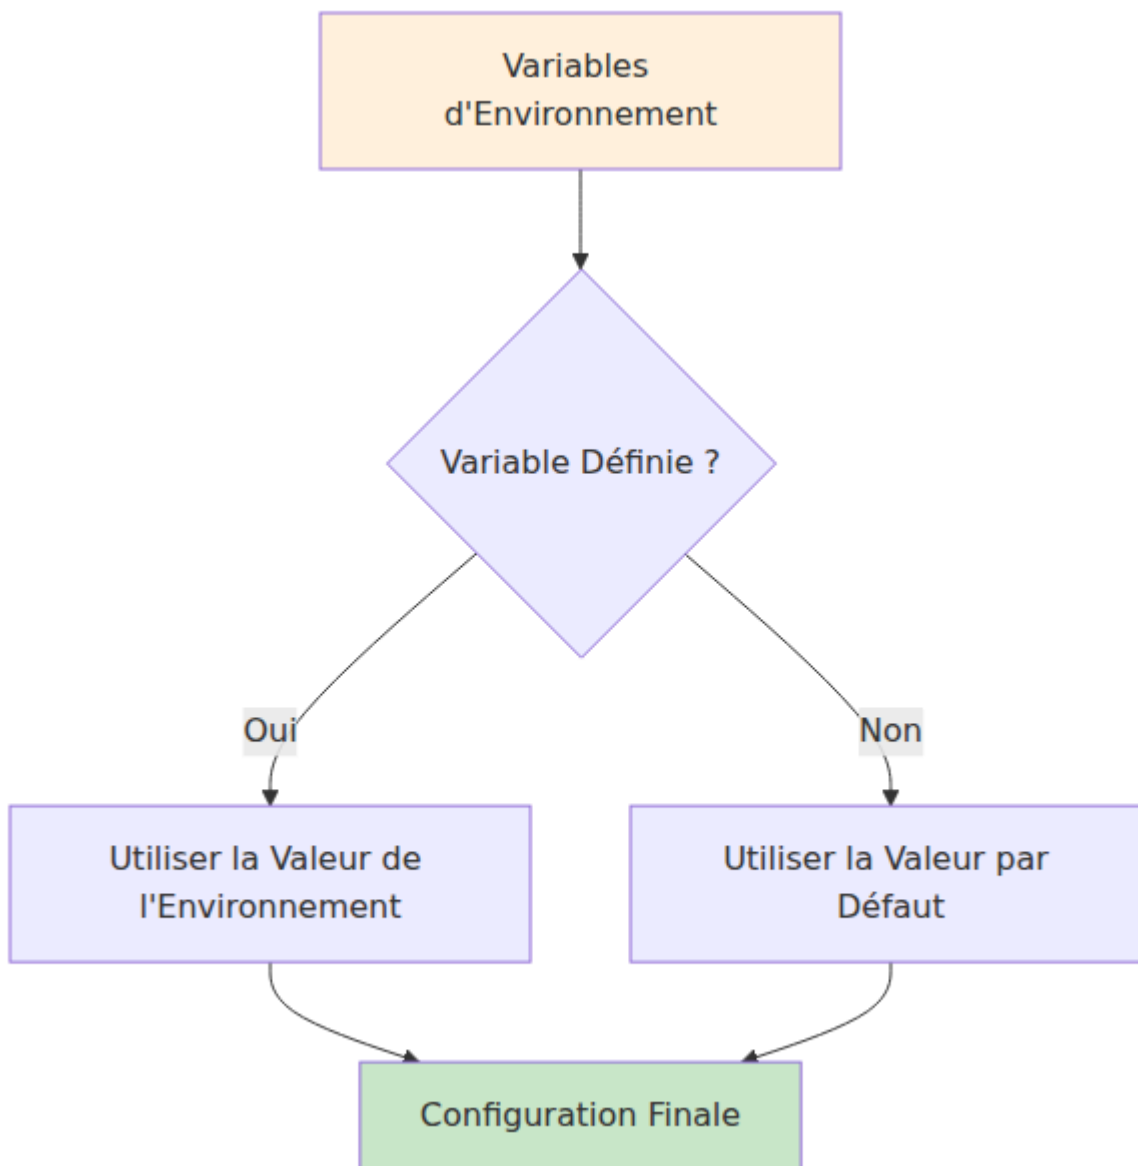 Variables
d'Environnement
Variable Définie ?
Oui
Non
Utiliser la Valeur de
l'Environnement
Utiliser la Valeur par
Défaut
Configuration Finale